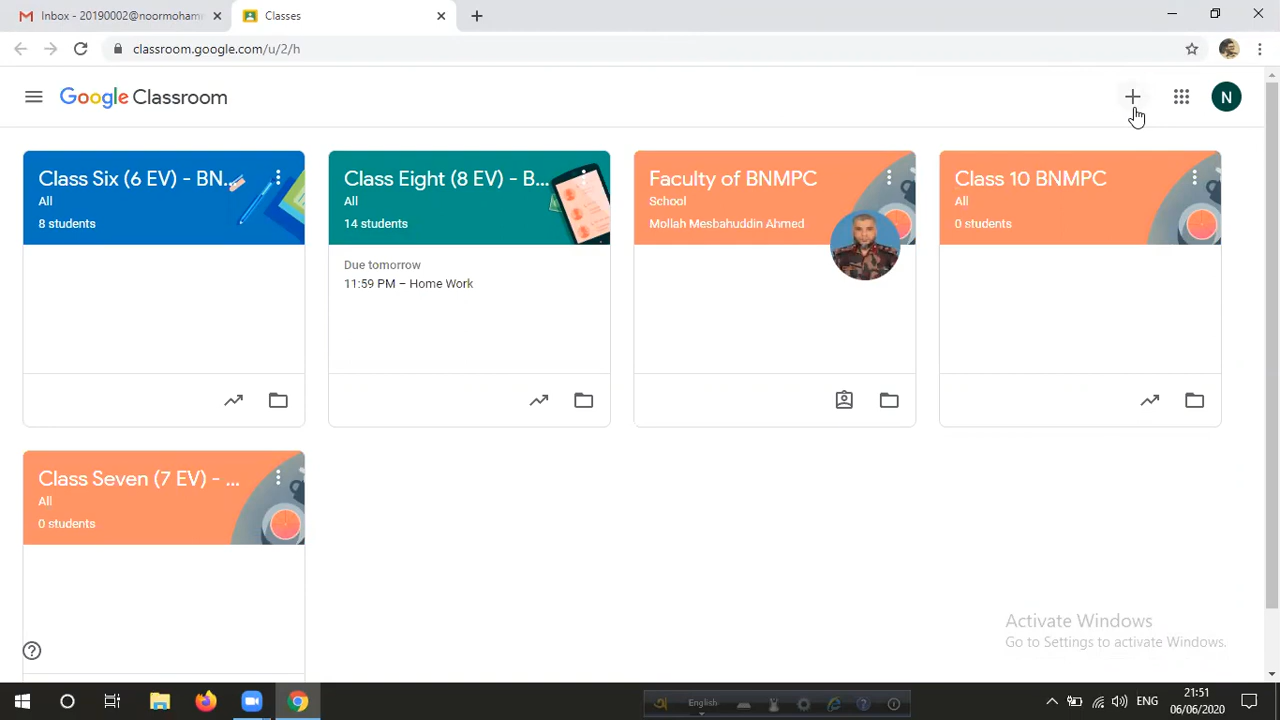 Inbox - 20190002@noormoham
Classes
classroom.google.com/u/2/h
Google Classroom
N
Class Six (6 EV) - BN...
All
8 students
Class Eight (8 EV) - B...
All
14 students
Due tomorrow
11:59 PM – Home Work
Faculty of BNMPC
School
Mollah Mesbahuddin Ahmed
Class 10 BNMPC
All
0 students
Class Seven (7 EV) - ...
All
0 students
Activate Windows
Go to Settings to activate Windows.
English
ENG
21:51
06/06/2020